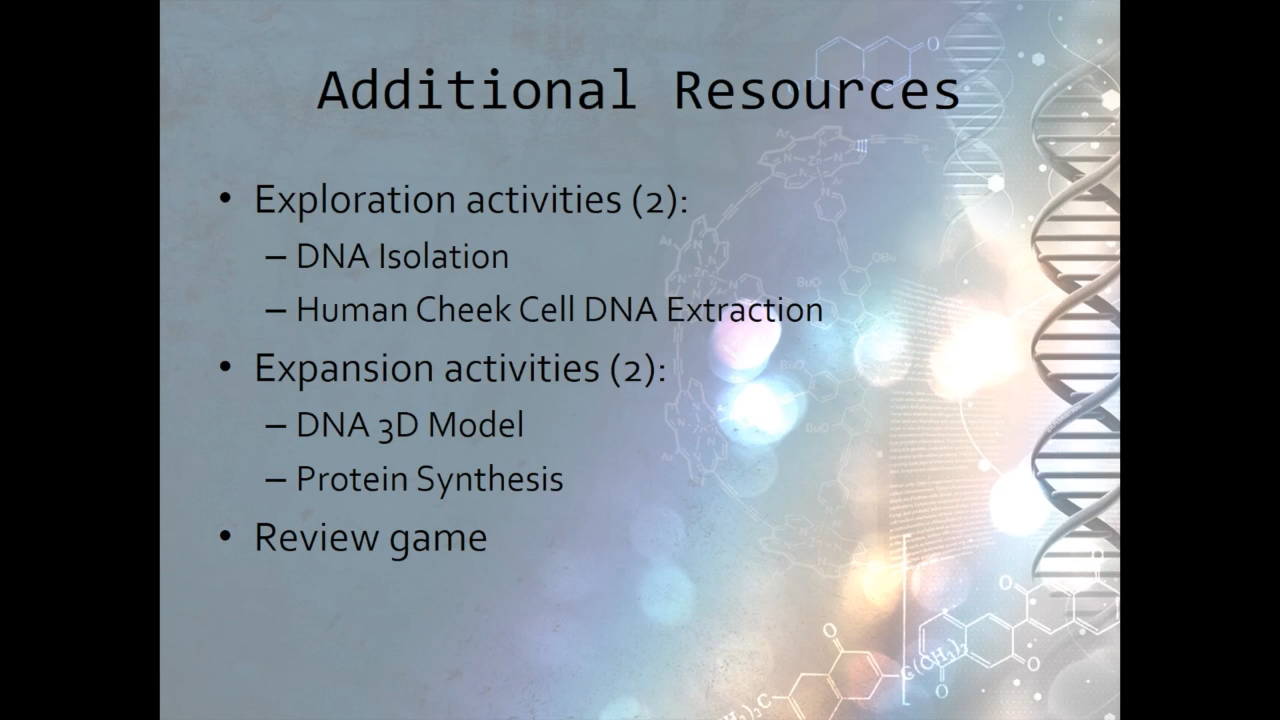 Additional Resources
• Exploration activities (2):
– DNA Isolation
– Human Cheek Cell DNA Extraction
• Expansion activities (2):
– DNA 3D Model
– Protein Synthesis
• Review game